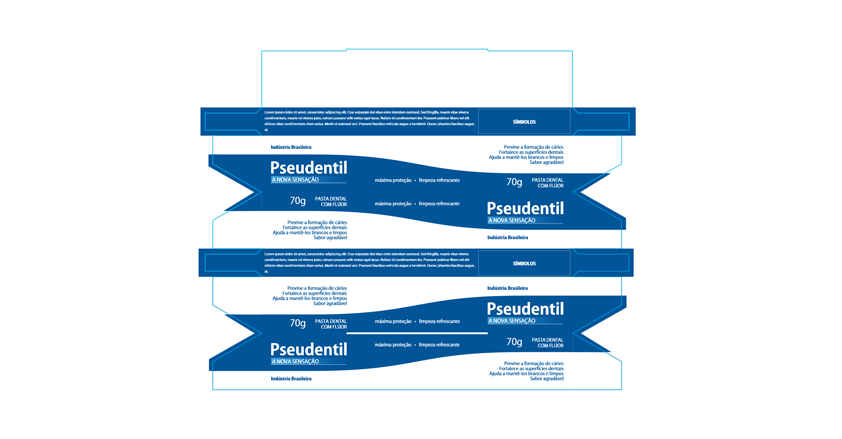 Lorem ipsum dolor sit amet, consectetur adipiscing elit. Cras vulputate dui vitae enim interdum euismod. Sed fringilla, mauris vitae viverra
condimentum, mauris mi viverra justo, rutrum posuere velit metus eget lacus. Nullam id condimentum leo. Praesent pulvinar libero vel elit
ultrices vitae condimentum diam varius. Morbi et euismod orci. Praesent faucibus vehicula augue a hendrerit. Donec pharetra faucibus augue,
at.
SÍMBOLOS
Indústria Brasileira
Previne a formação de cáries
Fortalece as superfícies dentais
Ajuda a mantê-los brancos e limpos
Sabor agradável
Pseudentil
A NOVA SENSAÇÃO
máxima proteção • limpeza refrescante
70g PASTA DENTAL
COM FLÚOR
70g PASTA DENTAL
COM FLÚOR
máxima proteção • limpeza refrescante
Pseudentil
A NOVA SENSAÇÃO
Previne a formação de cáries
Fortalece as superfícies dentais
Ajuda a mantê-los brancos e limpos
Sabor agradável
Indústria Brasileira
Lorem ipsum dolor sit amet, consectetur adipiscing elit. Cras vulputate dui vitae enim interdum euismod. Sed fringilla, mauris vitae viverra
condimentum, mauris mi viverra justo, rutrum posuere velit metus eget lacus. Nullam id condimentum leo. Praesent pulvinar libero vel elit
ultrices vitae condimentum diam varius. Morbi et euismod orci. Praesent faucibus vehicula augue a hendrerit. Donec pharetra faucibus augue,
at.
SÍMBOLOS
Previne a formação de cáries
Fortalece as superfícies dentais
Ajuda a mantê-los brancos e limpos
Sabor agradável
Indústria Brasileira
Pseudentil
A NOVA SENSAÇÃO
70g PASTA DENTAL
COM FLÚOR
máxima proteção • limpeza refrescante
máxima proteção • limpeza refrescante
70g PASTA DENTAL
COM FLÚOR
Pseudentil
A NOVA SENSAÇÃO
Previne a formação de cáries
Fortalece as superfícies dentais
Ajuda a mantê-los brancos e limpos
Sabor agradável
Indústria Brasileira